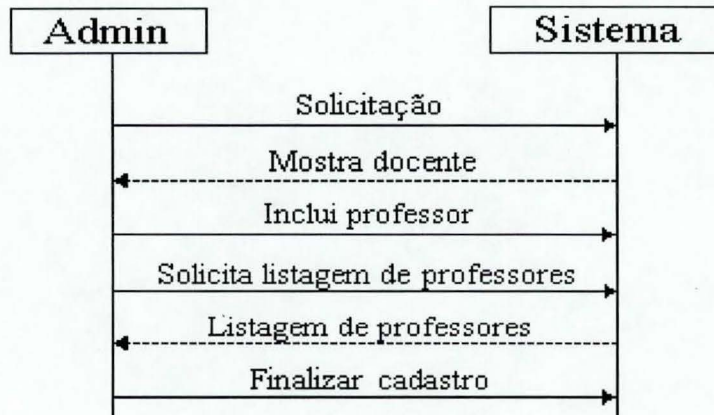 Admin
Sistema
Solicitação
Mostra docente
Inclui professor
Solicita listagem de professores
Listagem de professores
Finalizar cadastro